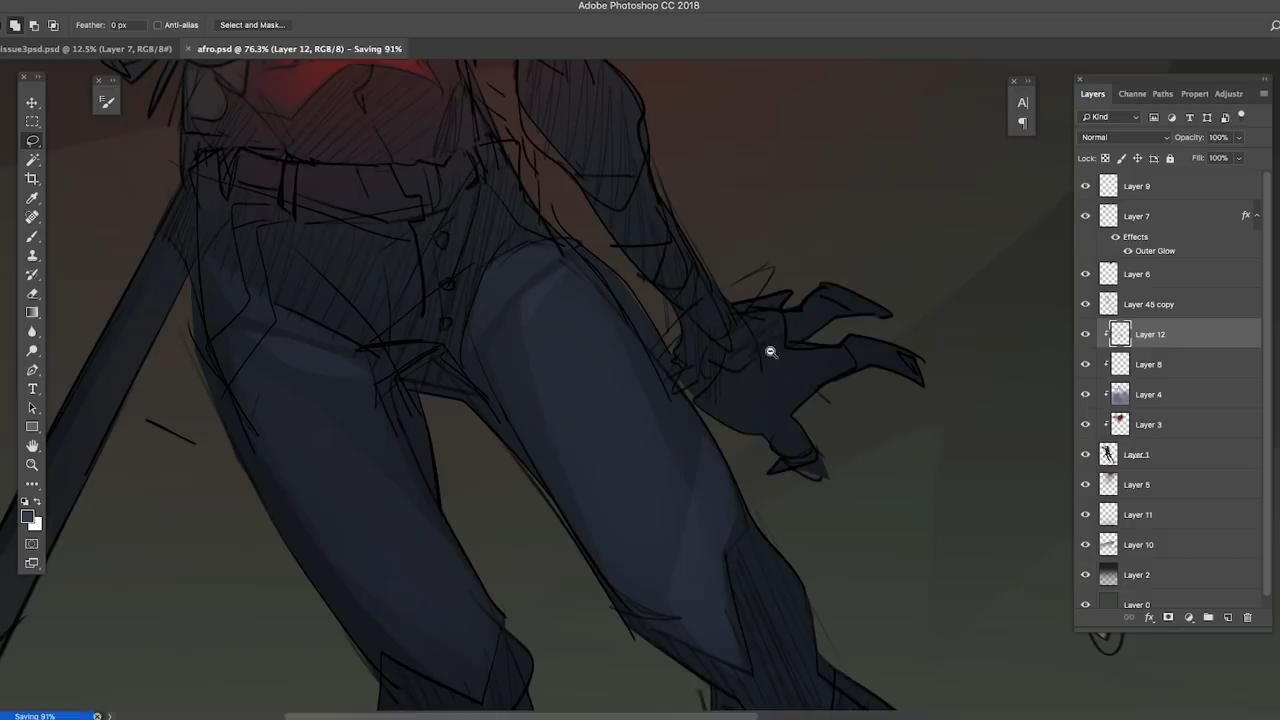 Adobe Photoshop CC 2018
Feather: 0 px Anti-alias Select and Mask...
issue3psd.psd @ 12.5% (Layer 7, RGB/8#) × afro.psd @ 76.3% (Layer 12, RGB/8) – Saving 91%
Layers Channe Paths Propert Adjustr
Kind
Normal Opacity: 100%
Lock: Fill: 100%
Layer 9
Layer 7 fx
Effects
Outer Glow
Layer 6
Layer 45 copy
Layer 12
Layer 8
Layer 4
Layer 3
Layer 1
Layer 5
Layer 11
Layer 10
Layer 2
Layer 0
fx
Saving 91%